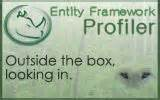 Entity Framework
Profiler
Outside the box,
looking in.